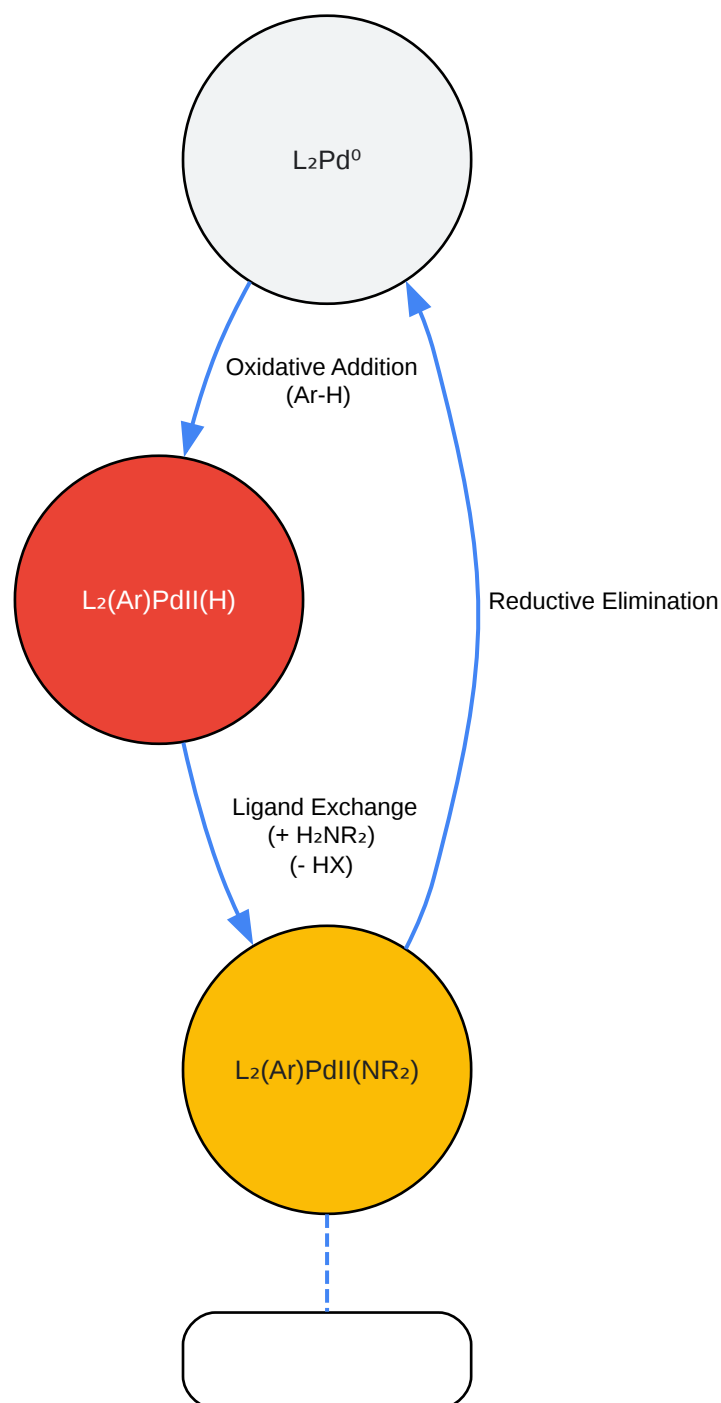 L₂Pd⁰
Oxidative Addition
(Ar-H)
L₂(Ar)PdII(H)
Reductive Elimination
Ligand Exchange
(+ H₂NR₂)
(- HX)
L₂(Ar)PdII(NR₂)